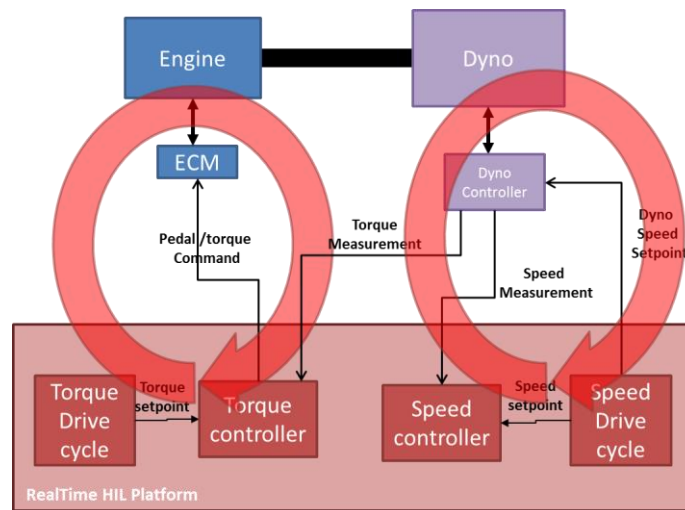 Engine
Dyno
ECM
Dyno
Controller
Pedal /torque
Command
Torque
Measurement
Dyno
Speed
Setpoint
Speed
Measurement
Torque
Drive
cycle
Torque
setpoint
Torque
controller
Speed
controller
Speed
setpoint
Speed
Drive
cycle
RealTime HIL Platform